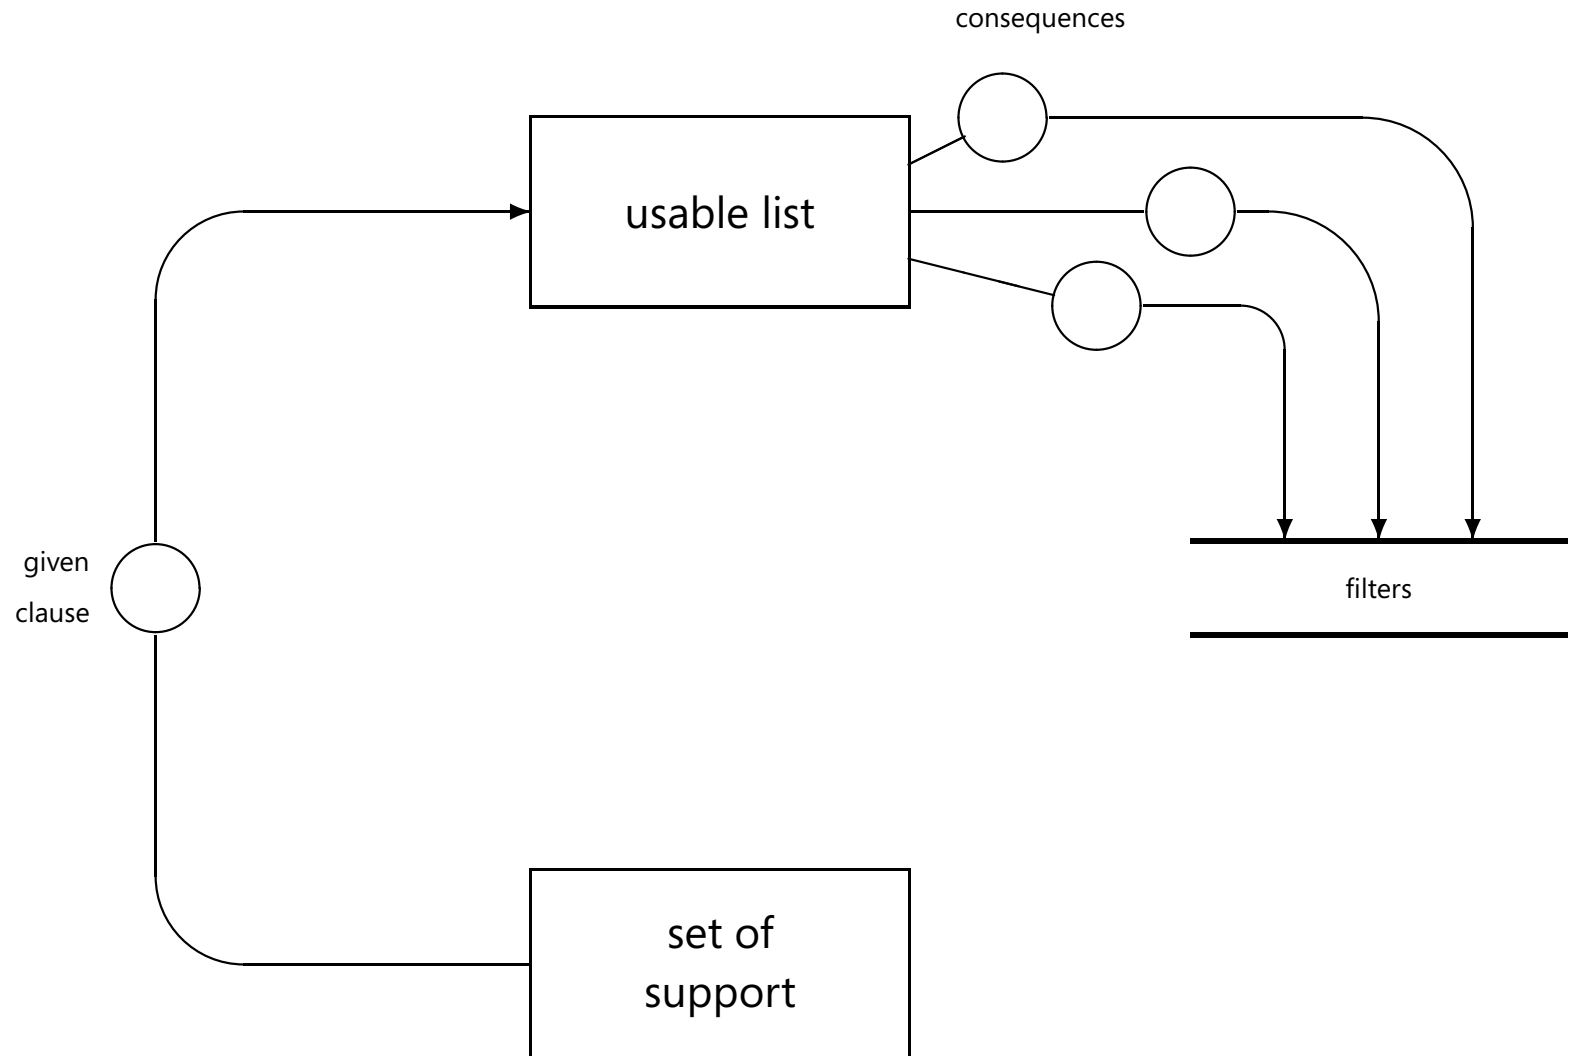 consequences
usable list
given
clause
filters
set of
support